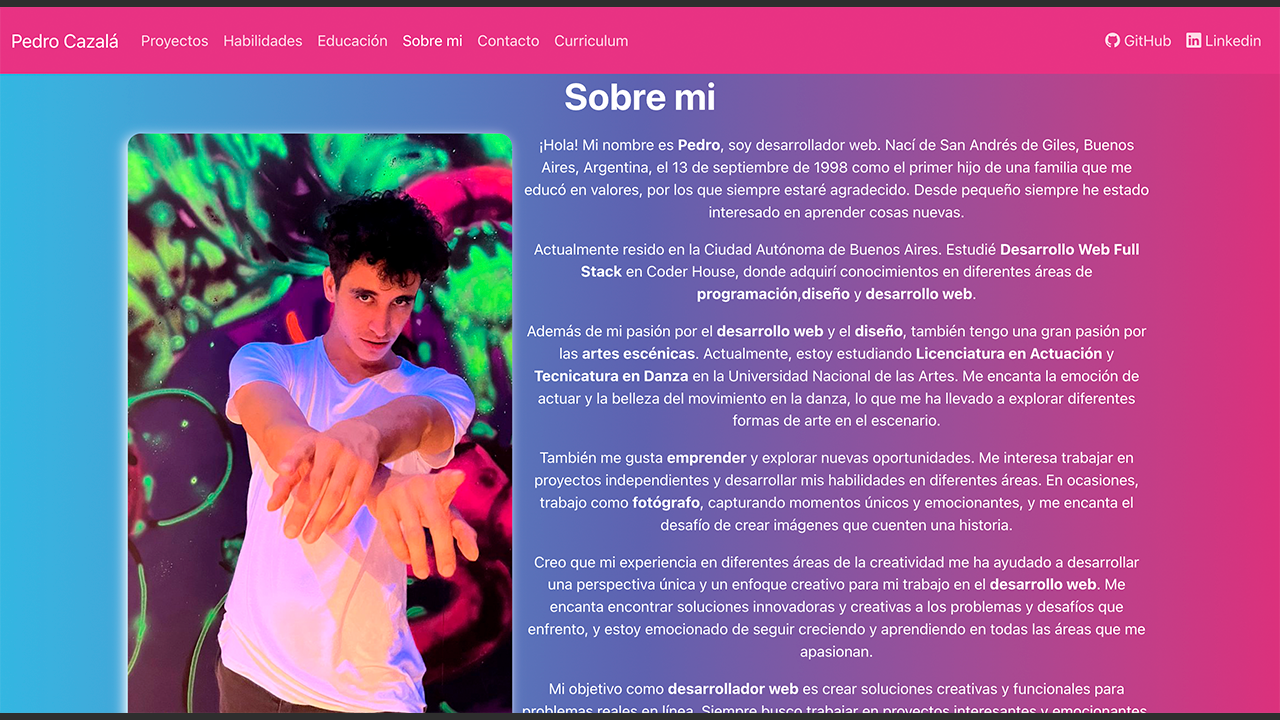 Pedro Cazalá Proyectos Habilidades Educación Sobre mi Contacto Curriculum GitHub Linkedin
Sobre mi
¡Hola! Mi nombre es Pedro, soy desarrollador web. Nací de San Andrés de Giles, Buenos
Aires, Argentina, el 13 de septiembre de 1998 como el primer hijo de una familia que me
educó en valores, por los que siempre estaré agradecido. Desde pequeño siempre he estado
interesado en aprender cosas nuevas.
Actualmente resido en la Ciudad Autónoma de Buenos Aires. Estudié Desarrollo Web Full
Stack en Coder House, donde adquirí conocimientos en diferentes áreas de
programación,diseño y desarrollo web.
Además de mi pasión por el desarrollo web y el diseño, también tengo una gran pasión por
las artes escénicas. Actualmente, estoy estudiando Licenciatura en Actuación y
Tecnicatura en Danza en la Universidad Nacional de las Artes. Me encanta la emoción de
actuar y la belleza del movimiento en la danza, lo que me ha llevado a explorar diferentes
formas de arte en el escenario.
También me gusta emprender y explorar nuevas oportunidades. Me interesa trabajar en
proyectos independientes y desarrollar mis habilidades en diferentes áreas. En ocasiones,
trabajo como fotógrafo, capturando momentos únicos y emocionantes, y me encanta el
desafío de crear imágenes que cuenten una historia.
Creo que mi experiencia en diferentes áreas de la creatividad me ha ayudado a desarrollar
una perspectiva única y un enfoque creativo para mi trabajo en el desarrollo web. Me
encanta encontrar soluciones innovadoras y creativas a los problemas y desafíos que
enfrento, y estoy emocionado de seguir creciendo y aprendiendo en todas las áreas que me
apasionan.
Mi objetivo como desarrollador web es crear soluciones creativas y funcionales para
problemas reales en línea. Siempre busco trabajar en proyectos interesantes y emocionantes